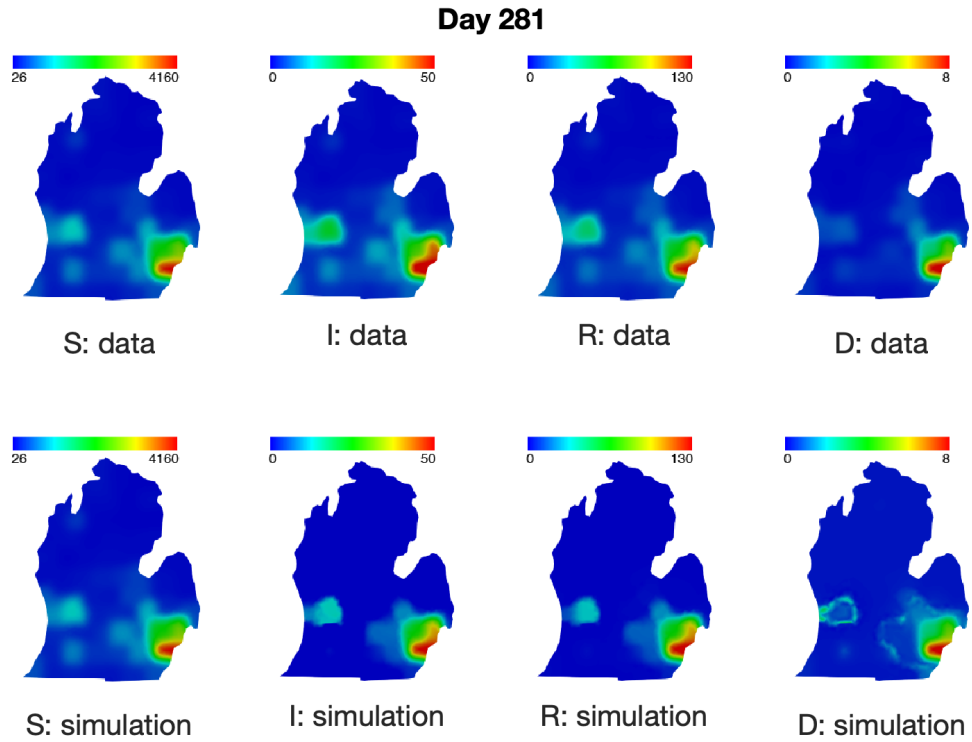 Day 281
26 4160 0 50 0 130 0 8
S: data I: data R: data D: data
26 4160 0 50 0 130 0 8
S: simulation I: simulation R: simulation D: simulation